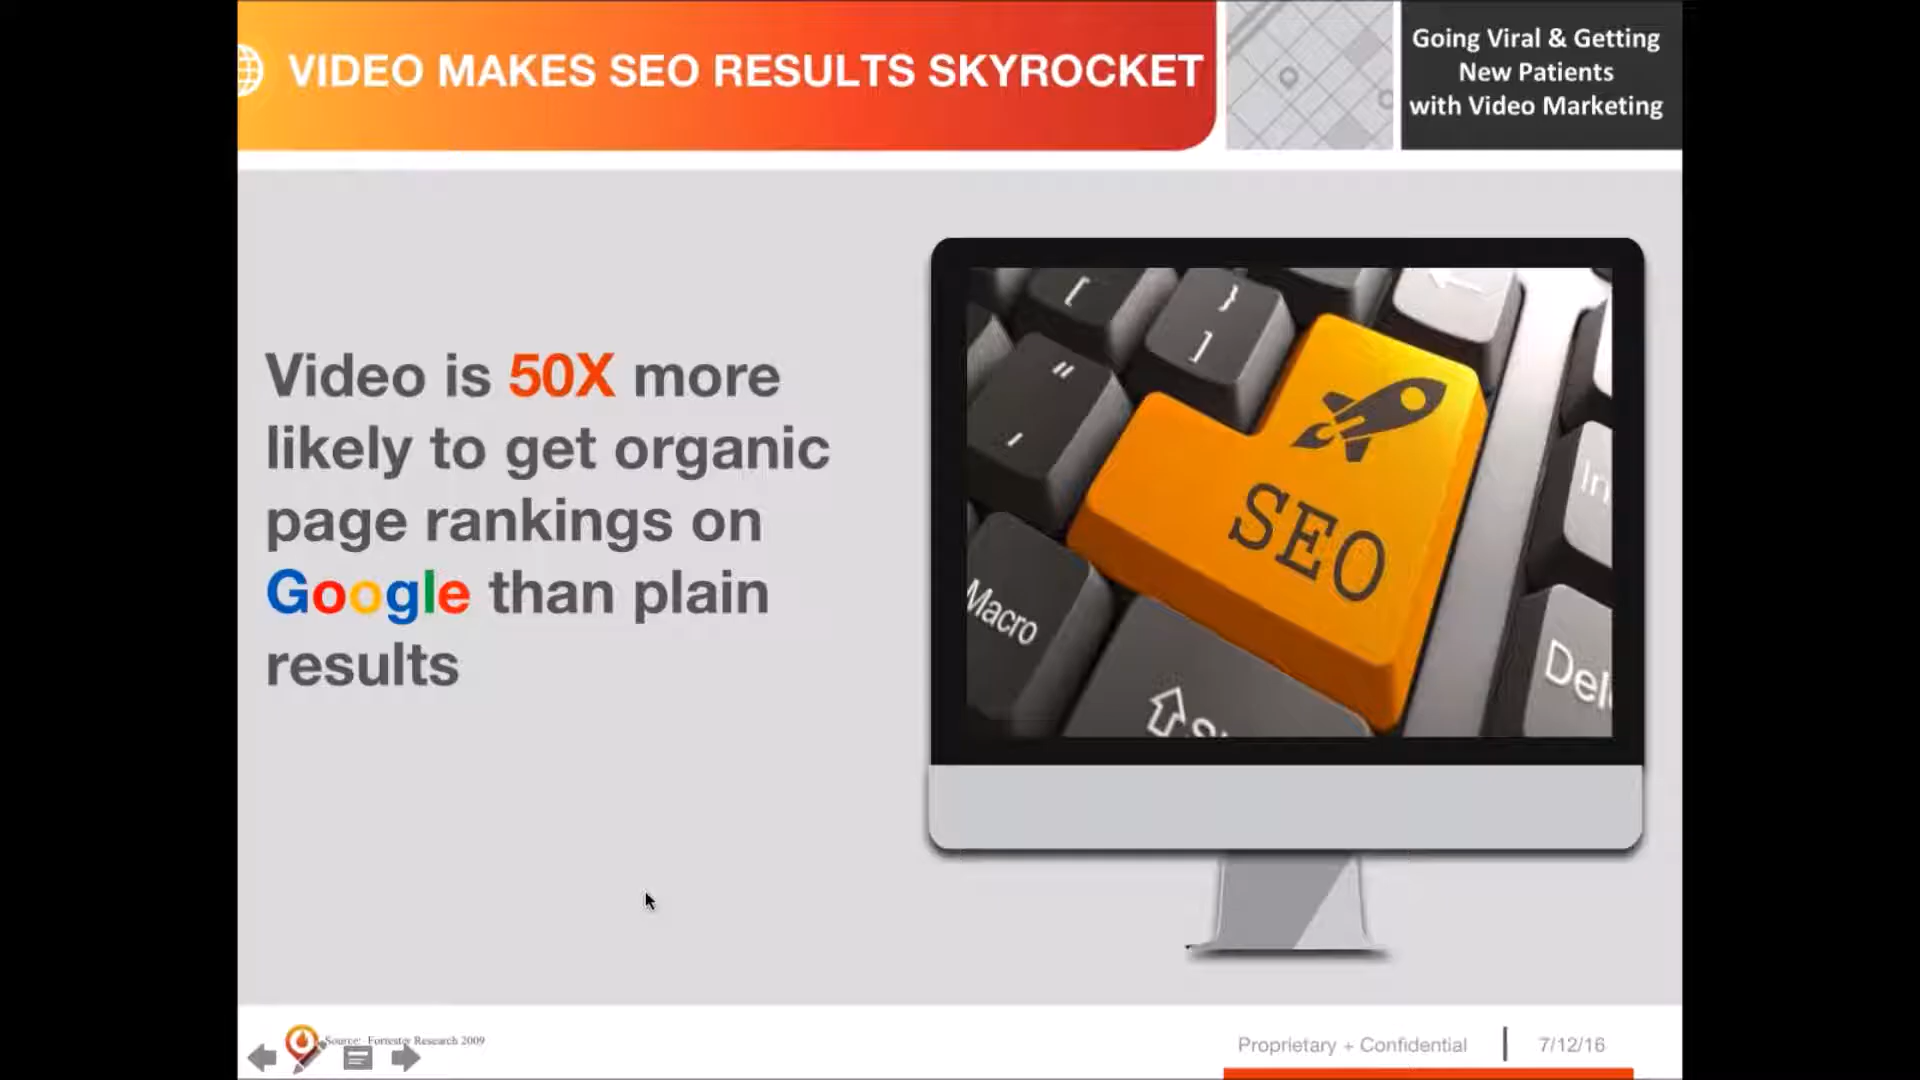 VIDEO MAKES SEO RESULTS SKYROCKET
Going Viral & Getting
New Patients
with Video Marketing
Video is 50X more
likely to get organic
page rankings on
Google than plain
results
[
}
]
"
'
SEO
In
Macro
Del
Source: Forrester Research 2009
Proprietary + Confidential
7/12/16